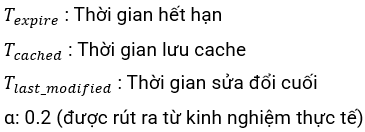 T_expire : Thời gian hết hạn
T_cached : Thời gian lưu cache
T_last_modified : Thời gian sửa đổi cuối
α: 0.2 (được rút ra từ kinh nghiệm thực tế)